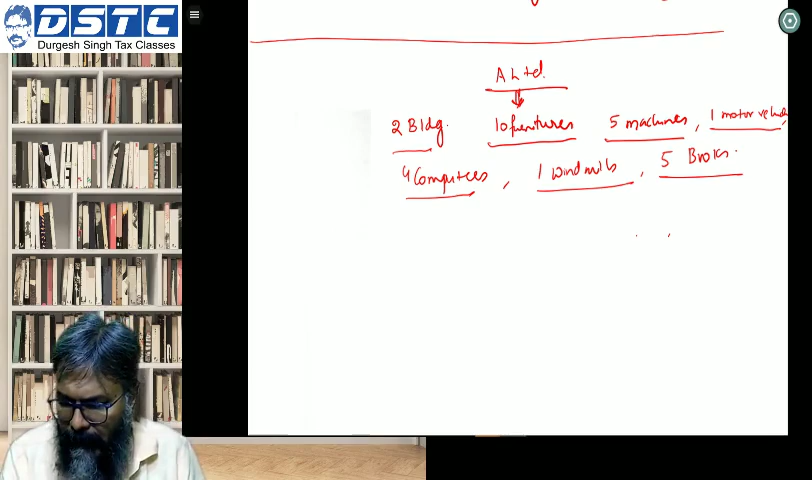 DSTC
Durgesh Singh Tax Classes
A Ltd.
2 Bldg. 10 furnitures 5 machines, 1 motor vehicle,
4 Computers, 1 windmills, 5 Books.